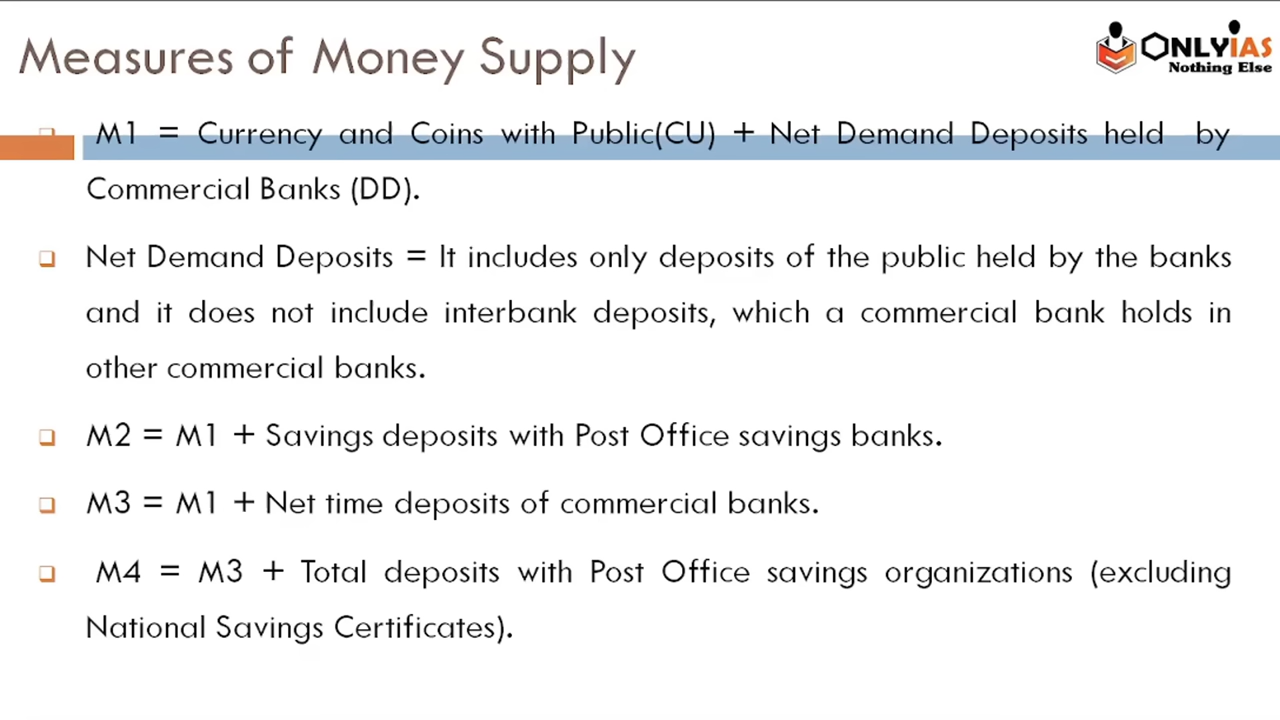 Measures of Money Supply
ONLYIAS
Nothing Else
M1 = Currency and Coins with Public(CU) + Net Demand Deposits held by
Commercial Banks (DD).
Net Demand Deposits = It includes only deposits of the public held by the banks
and it does not include interbank deposits, which a commercial bank holds in
other commercial banks.
M2 = M1 + Savings deposits with Post Office savings banks.
M3 = M1 + Net time deposits of commercial banks.
M4 = M3 + Total deposits with Post Office savings organizations (excluding
National Savings Certificates).